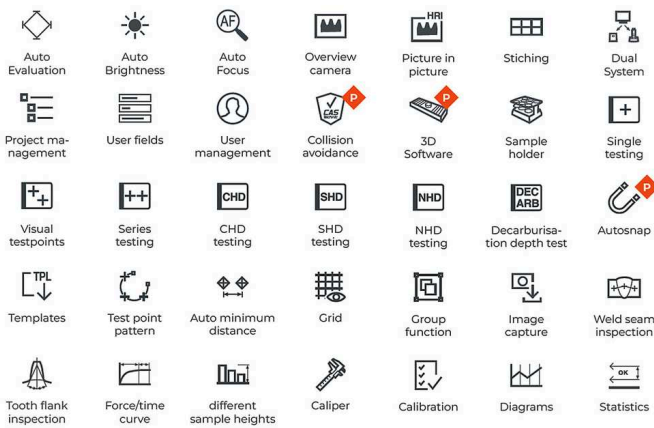 AF
HRI
Auto
Evaluation
Auto
Brightness
Auto
Focus
Overview
camera
Picture in
picture
Stiching
Dual
System
P
P
CAS
Project ma-
nagement
User fields
User
management
Collision
avoidance
3D
Software
Sample
holder
Single
testing
CHD
SHD
NHD
DEC
ARB
P
Visual
testpoints
Series
testing
CHD
testing
SHD
testing
NHD
testing
Decarburisa-
tion depth test
Autosnap
TPL
Templates
Test point
pattern
Auto minimum
distance
Grid
Group
function
Image
capture
Weld seam
inspection
OK
Tooth flank
inspection
Force/time
curve
different
sample heights
Caliper
Calibration
Diagrams
Statistics